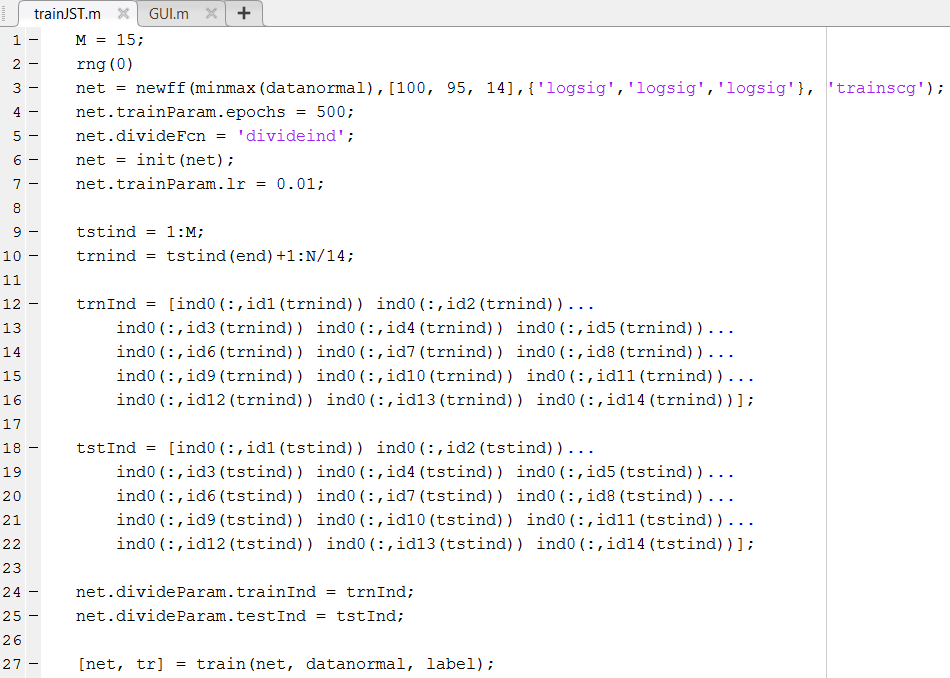 trainJST.m × GUI.m × +
1 – M = 15;
2 – rng(0)
3 – net = newff(minmax(datanormal),[100, 95, 14],{'logsig','logsig','logsig'}, 'trainscg');
4 – net.trainParam.epochs = 500;
5 – net.divideFcn = 'divideind';
6 – net = init(net);
7 – net.trainParam.lr = 0.01;
8
9 – tstind = 1:M;
10 – trnind = tstind(end)+1:N/14;
11
12 – trnInd = [ind0(:,id1(trnind)) ind0(:,id2(trnind))...
13 ind0(:,id3(trnind)) ind0(:,id4(trnind)) ind0(:,id5(trnind))...
14 ind0(:,id6(trnind)) ind0(:,id7(trnind)) ind0(:,id8(trnind))...
15 ind0(:,id9(trnind)) ind0(:,id10(trnind)) ind0(:,id11(trnind))...
16 ind0(:,id12(trnind)) ind0(:,id13(trnind)) ind0(:,id14(trnind))];
17
18 – tstInd = [ind0(:,id1(tstind)) ind0(:,id2(tstind))...
19 ind0(:,id3(tstind)) ind0(:,id4(tstind)) ind0(:,id5(tstind))...
20 ind0(:,id6(tstind)) ind0(:,id7(tstind)) ind0(:,id8(tstind))...
21 ind0(:,id9(tstind)) ind0(:,id10(tstind)) ind0(:,id11(tstind))...
22 ind0(:,id12(tstind)) ind0(:,id13(tstind)) ind0(:,id14(tstind))];
23
24 – net.divideParam.trainInd = trnInd;
25 – net.divideParam.testInd = tstInd;
26
27 – [net, tr] = train(net, datanormal, label);